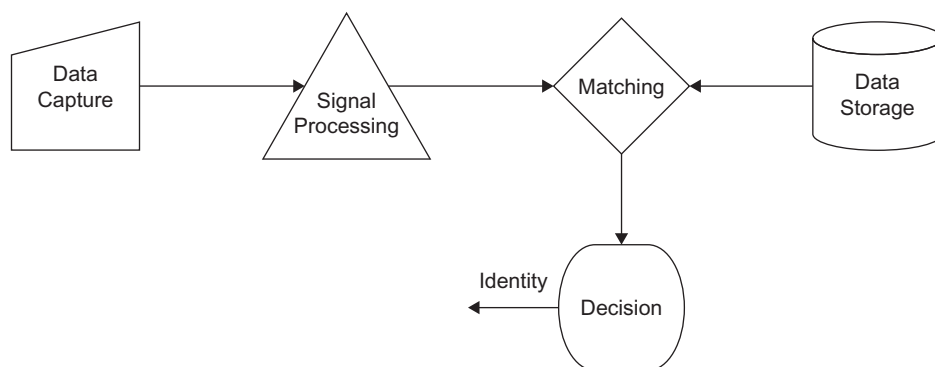 Data
Capture
Signal
Processing
Matching
Data
Storage
Identity
Decision